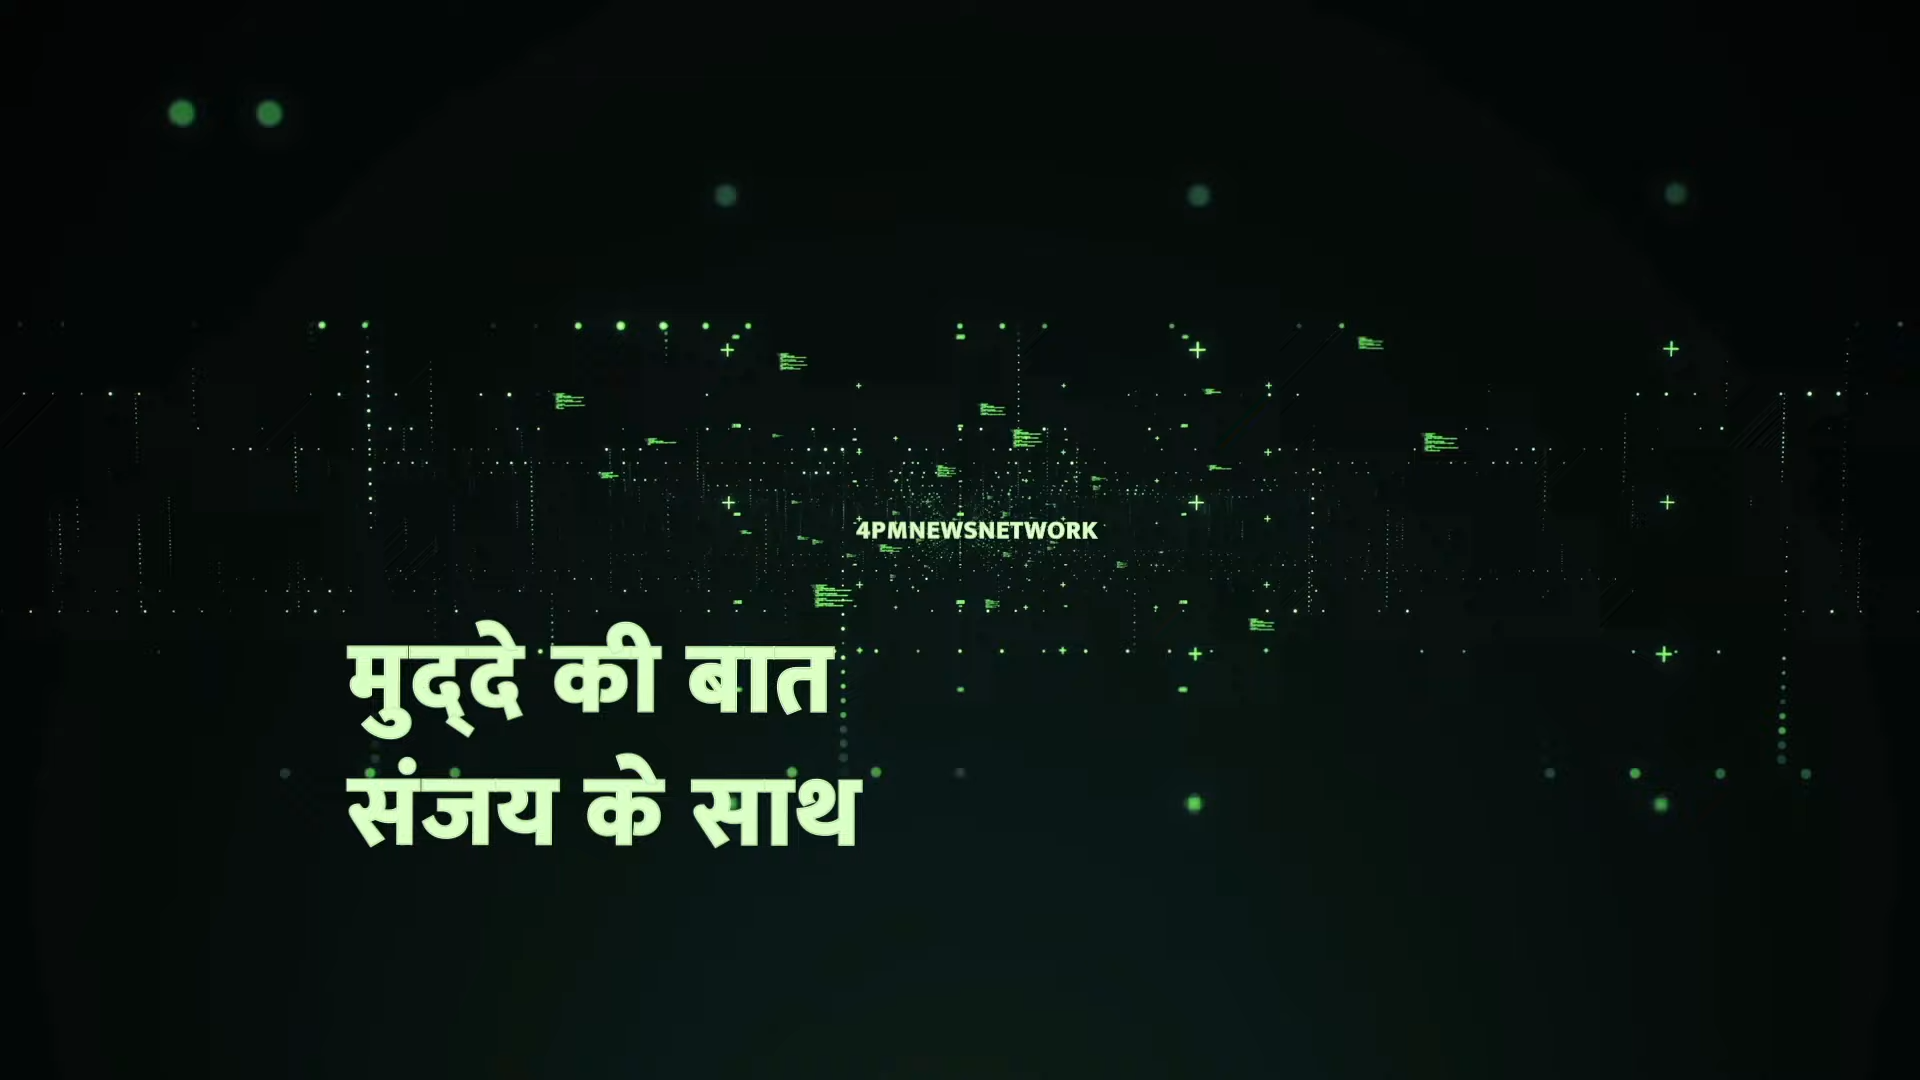 4PMNEWSNETWORK
मुद्दे की बात
संजय के साथ